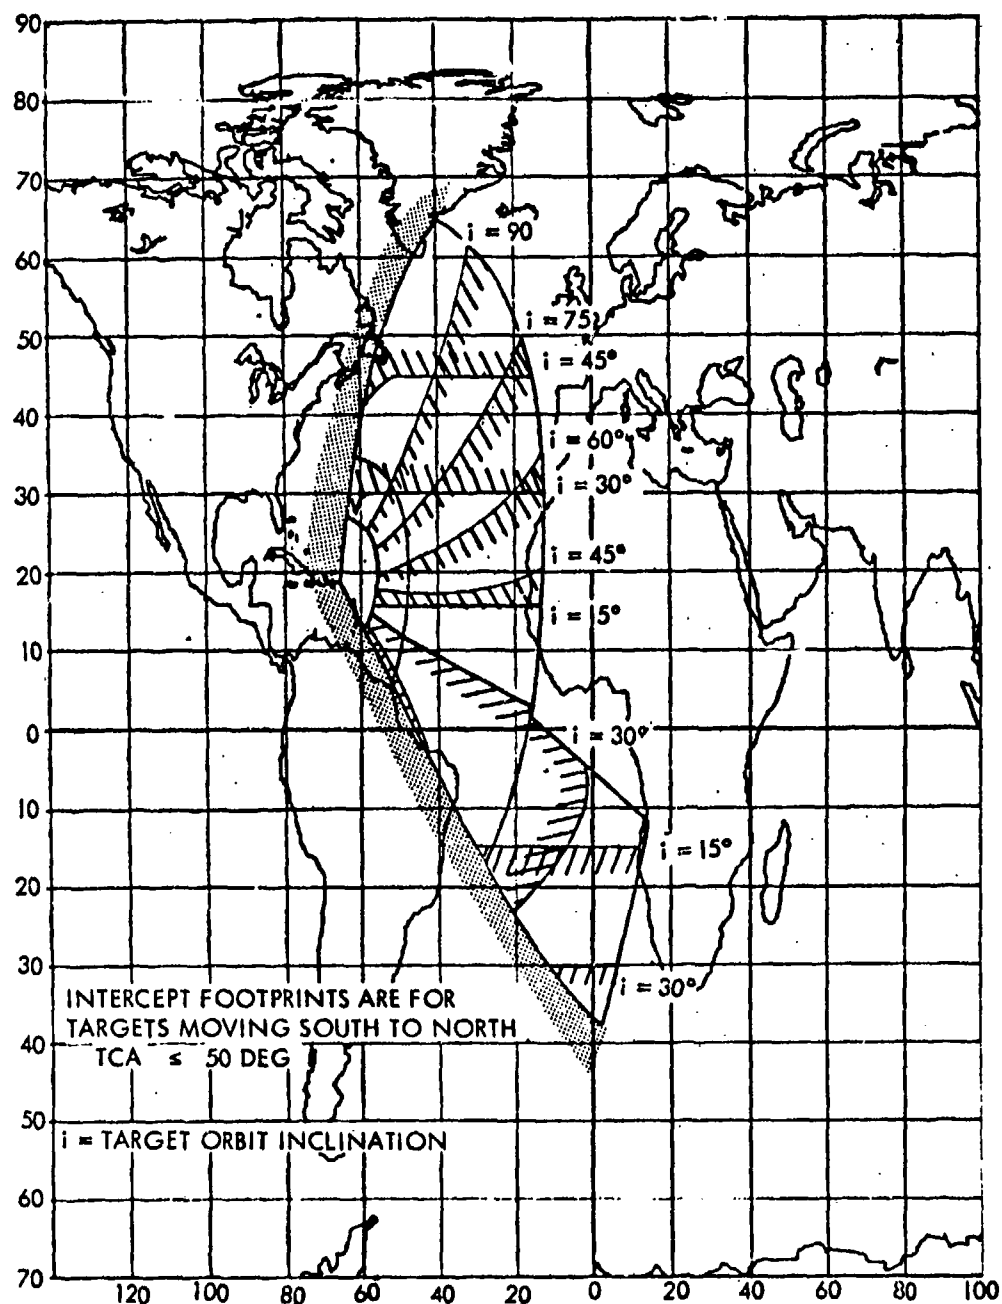 90
80
70
60
50
40
30
20
10
0
10
20
30
40
50
60
70
i = 90
i = 75
i = 45°
i = 60°
i = 30°
i = 45°
i = 15°
i = 30°
i = 15°
i = 30°
INTERCEPT FOOTPRINTS ARE FOR
TARGETS MOVING SOUTH TO NORTH
TCA ≤ 50 DEG
i = TARGET ORBIT INCLINATION
120 100 80 60 40 20 0 20 40 60 80 100